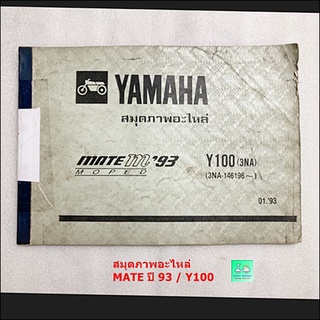 YAMAHA
สมุดภาพอะไหล่
MATE m '93
MOPED
Y100 (3NA)
(3NA-146196~)
01.'93
สมุดภาพอะไหล่
MATE ปี 93 / Y100